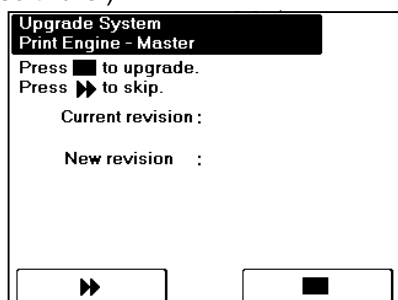 Upgrade System
Print Engine - Master
Press ■ to upgrade.
Press ▶▶ to skip.
Current revision :
New revision :
▶▶
■